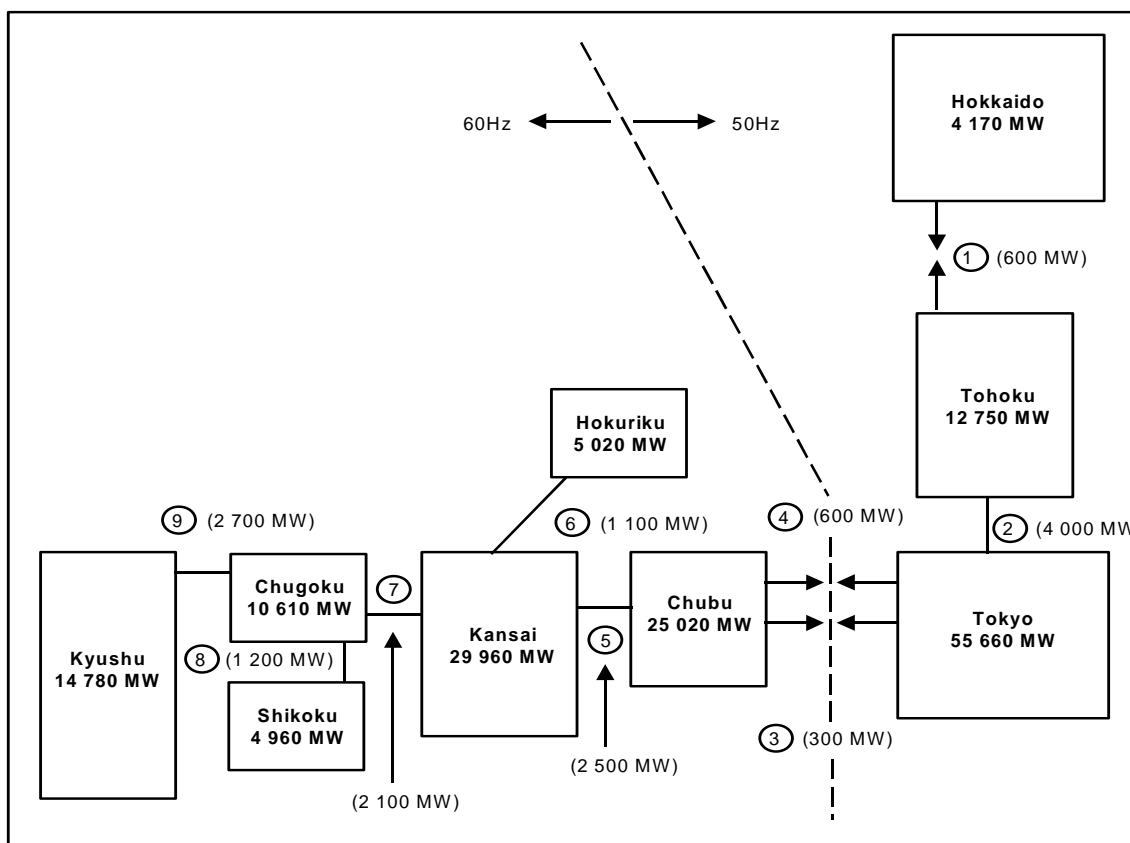 Hokkaido
4 170 MW
60Hz
50Hz
1 (600 MW)
Tohoku
12 750 MW
Hokuriku
5 020 MW
9 (2 700 MW)
6 (1 100 MW)
4 (600 MW)
2 (4 000 MW
Chugoku
10 610 MW
7
Kansai
29 960 MW
Chubu
25 020 MW
5
Tokyo
55 660 MW
Kyushu
14 780 MW
8 (1 200 MW)
Shikoku
4 960 MW
3 (300 MW)
(2 500 MW)
(2 100 MW)